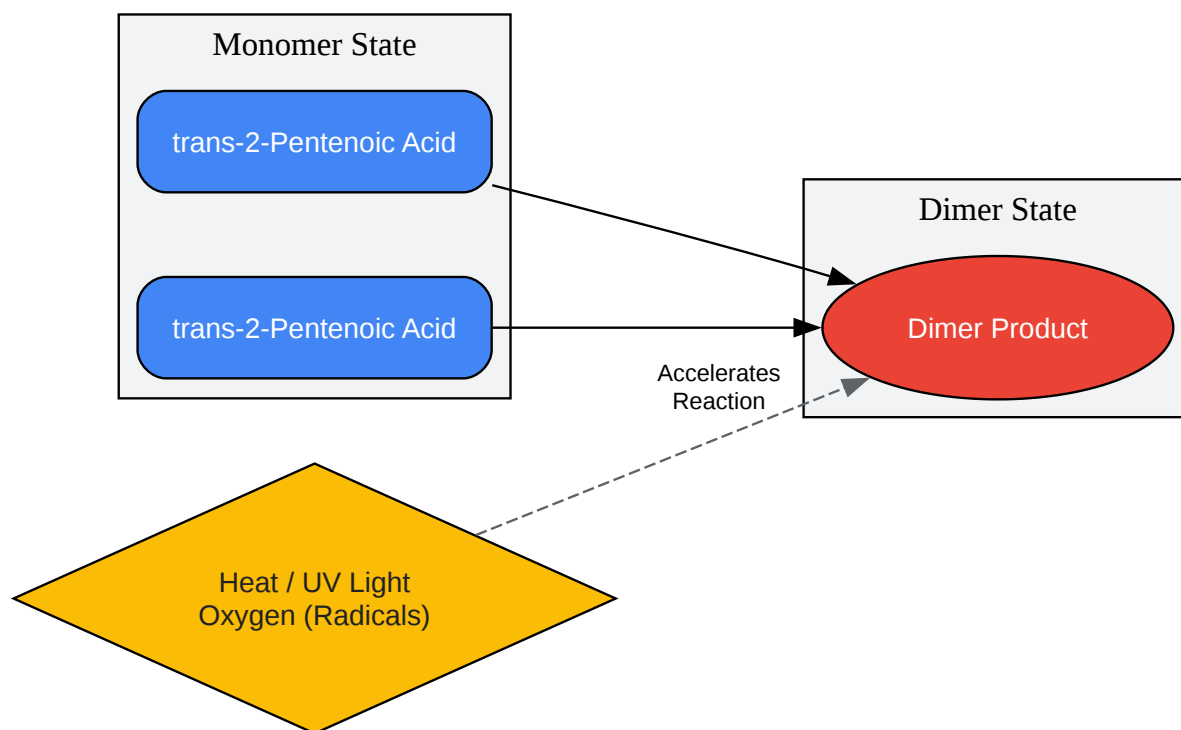 Monomer State
trans-2-Pentenoic Acid
trans-2-Pentenoic Acid
Dimer State
Dimer Product
Accelerates
Reaction
Heat / UV Light
Oxygen (Radicals)